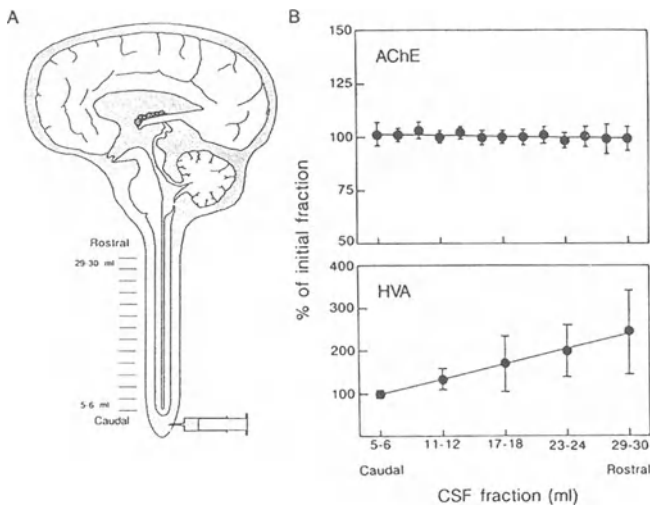 A
Rostral
29-30 ml
5-6 ml
Caudal
B
% of initial fraction
150
125
100
75
50
AChE
400
300
200
100
HVA
5-6
11-12
17-18
23-24
29-30
Caudal
Rostral
CSF fraction (ml)